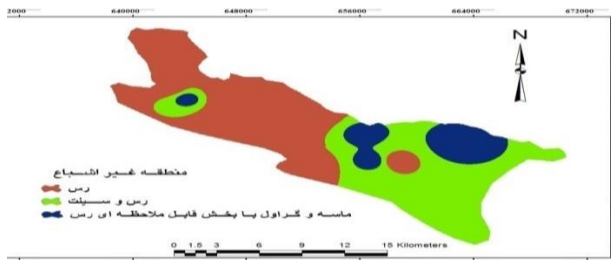 640000 648000 656000 664000 672000
N
منطقه غیر اشباع
رس
رس و سیلت
ماسه و گراول با بخش قابل ملاحظه ای رس
0 1.5 3 6 9 12 15 Kilometers